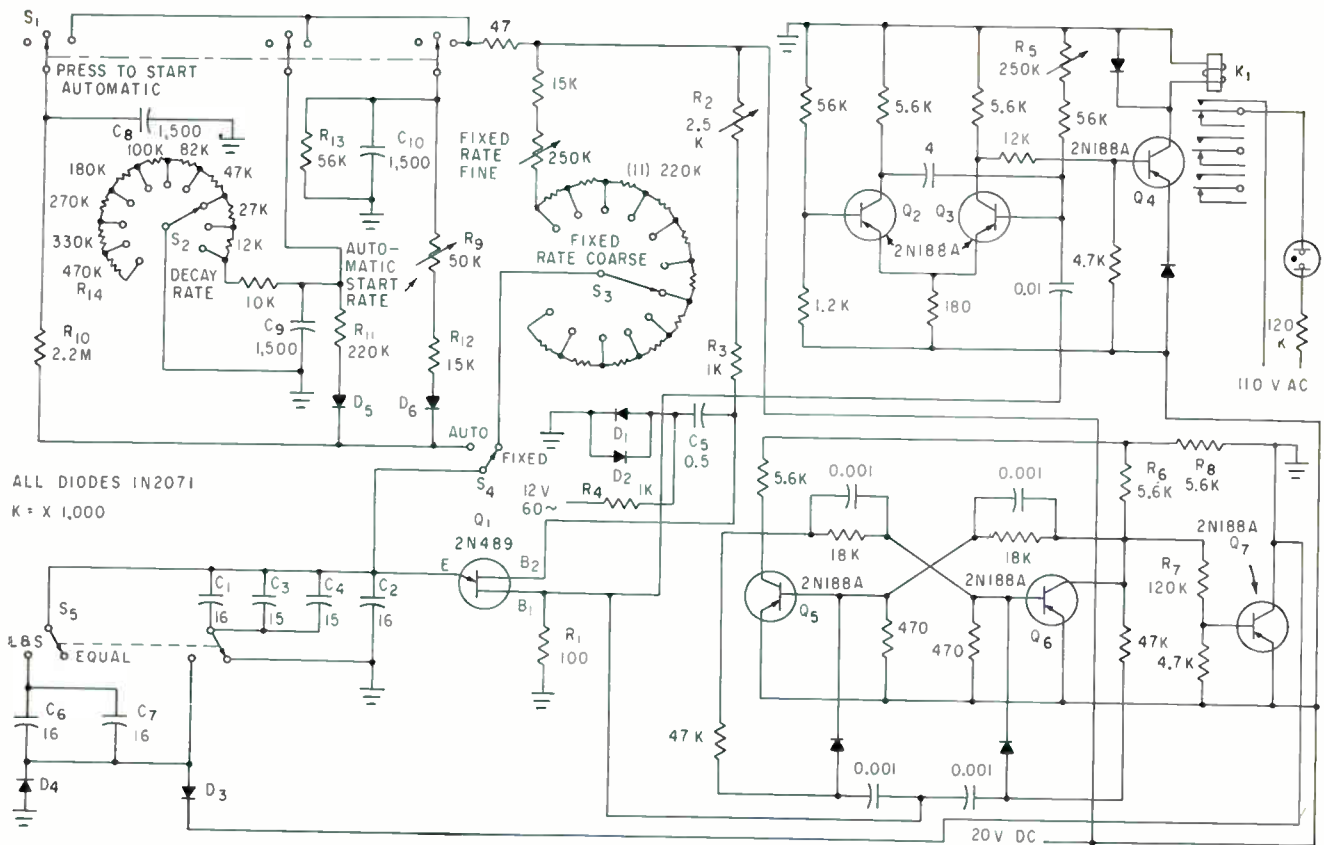 S1
47
PRESS TO START
AUTOMATIC
C8
1,500
100K
82K
180K
47K
270K
27K
330K
S2
12K
470K
R14
DECAY
RATE
10K
C9
1,500
R10
2.2M
R13
56K
C10
1,500
AUTO-
MATIC
START
RATE
R9
50K
R11
220K
R12
15K
D5
D6
15K
FIXED
RATE
FINE
250K
(11) 220K
FIXED
RATE COARSE
S3
R2
2.5
K
R3
1K
56K
5.6K
5.6K
R5
250K
56K
K1
12K
2N188A
Q4
4
Q2
Q3
2N188A
4.7K
1.2K
180
0.01
120
K
110 V AC
AUTO
FIXED
S4
D1
D2
C5
0.5
12V
60~
R4
1K
ALL DIODES IN2071
K = X 1,000
Q1
2N489
E
B2
B1
R1
100
C1
16
C3
15
C4
15
C2
16
S5
EQUAL
C6
16
C7
16
D4
D3
5.6K
0.001
0.001
18K
18K
R6
5.6K
R8
5.6K
2N188A
Q7
2N188A
Q5
2N188A
Q6
R7
120K
470
470
47K
4.7K
47K
0.001
0.001
20V DC